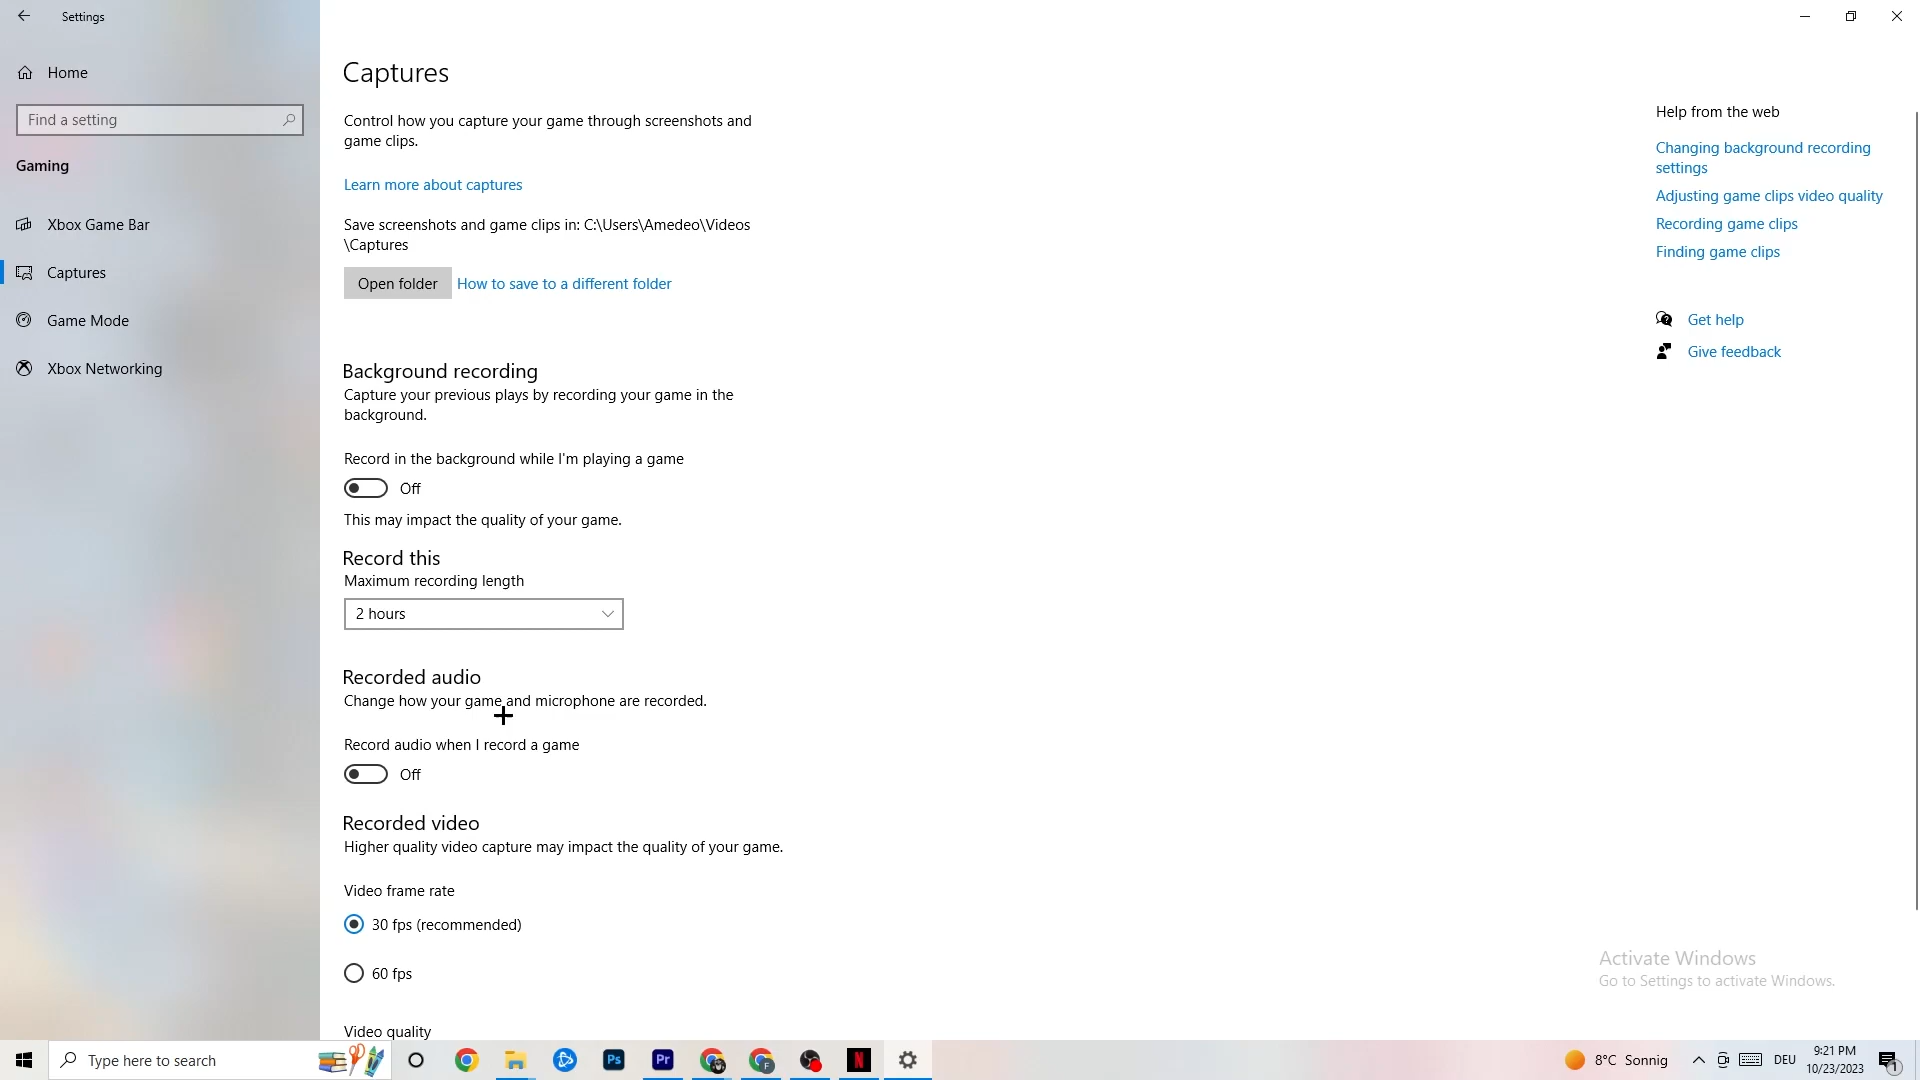 Settings
Home
Find a setting
Gaming
Xbox Game Bar
Captures
Game Mode
Xbox Networking
Captures
Control how you capture your game through screenshots and
game clips.
Learn more about captures
Save screenshots and game clips in: C:\Users\Amedeo\Videos
\Captures
Open folder
How to save to a different folder
Background recording
Capture your previous plays by recording your game in the
background.
Record in the background while I'm playing a game
Off
This may impact the quality of your game.
Record this
Maximum recording length
2 hours
Recorded audio
Change how your game and microphone are recorded.
Record audio when I record a game
Off
Recorded video
Higher quality video capture may impact the quality of your game.
Video frame rate
30 fps (recommended)
60 fps
Video quality
Help from the web
Changing background recording
settings
Adjusting game clips video quality
Recording game clips
Finding game clips
Get help
Give feedback
Activate Windows
Go to Settings to activate Windows.
Type here to search
Ps
Pr
F
N
8°C Sonnig
DEU
9:21 PM
10/23/2023
1